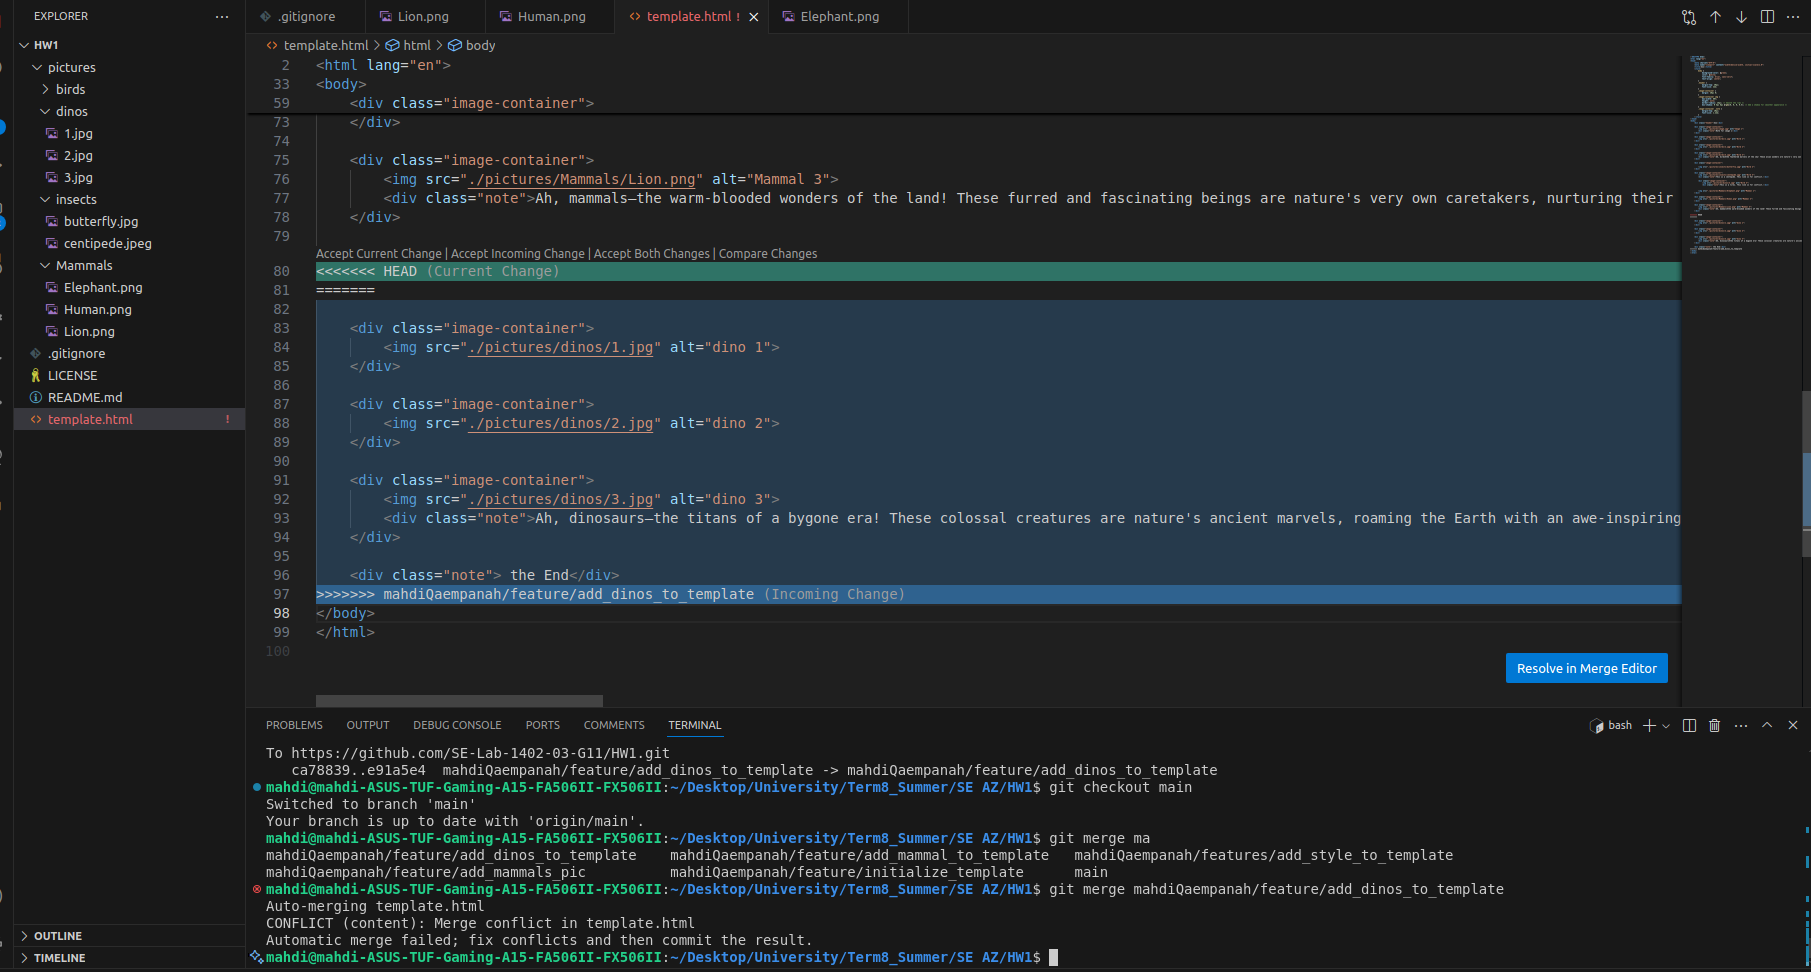 EXPLORER
HW1
pictures
birds
dinos
1.jpg
2.jpg
3.jpg
insects
butterfly.jpg
centipede.jpeg
Mammals
Elephant.png
Human.png
Lion.png
.gitignore
LICENSE
README.md
template.html !
OUTLINE
TIMELINE
.gitignore Lion.png Human.png template.html ! Elephant.png
template.html > html > body
2 <html lang="en">
33 <body>
59 <div class="image-container">
73 </div>
74
75 <div class="image-container">
76 <img src="./pictures/Mammals/Lion.png" alt="Mammal 3">
77 <div class="note">Ah, mammals—the warm-blooded wonders of the land! These furred and fascinating beings are nature's very own caretakers, nurturing their
78 </div>
79
Accept Current Change | Accept Incoming Change | Accept Both Changes | Compare Changes
80 <<<<<<< HEAD (Current Change)
81 =======
82
83 <div class="image-container">
84 <img src="./pictures/dinos/1.jpg" alt="dino 1">
85 </div>
86
87 <div class="image-container">
88 <img src="./pictures/dinos/2.jpg" alt="dino 2">
89 </div>
90
91 <div class="image-container">
92 <img src="./pictures/dinos/3.jpg" alt="dino 3">
93 <div class="note">Ah, dinosaurs—the titans of a bygone era! These colossal creatures are nature's ancient marvels, roaming the Earth with an awe-inspiring
94 </div>
95
96 <div class="note"> the End</div>
97 >>>>>>> mahdiQaempanah/feature/add_dinos_to_template (Incoming Change)
98 </body>
99 </html>
100
Resolve in Merge Editor
PROBLEMS OUTPUT DEBUG CONSOLE PORTS COMMENTS TERMINAL
bash
To https://github.com/SE-Lab-1402-03-G11/HW1.git
ca78839..e91a5e4 mahdiQaempanah/feature/add_dinos_to_template -> mahdiQaempanah/feature/add_dinos_to_template
mahdi@mahdi-ASUS-TUF-Gaming-A15-FA506II-FX506II:~/Desktop/University/Term8_Summer/SE AZ/HW1$ git checkout main
Switched to branch 'main'
Your branch is up to date with 'origin/main'.
mahdi@mahdi-ASUS-TUF-Gaming-A15-FA506II-FX506II:~/Desktop/University/Term8_Summer/SE AZ/HW1$ git merge ma
mahdiQaempanah/feature/add_dinos_to_template mahdiQaempanah/feature/add_mammal_to_template mahdiQaempanah/features/add_style_to_template
mahdiQaempanah/feature/add_mammals_pic mahdiQaempanah/feature/initialize_template main
mahdi@mahdi-ASUS-TUF-Gaming-A15-FA506II-FX506II:~/Desktop/University/Term8_Summer/SE AZ/HW1$ git merge mahdiQaempanah/feature/add_dinos_to_template
Auto-merging template.html
CONFLICT (content): Merge conflict in template.html
Automatic merge failed; fix conflicts and then commit the result.
mahdi@mahdi-ASUS-TUF-Gaming-A15-FA506II-FX506II:~/Desktop/University/Term8_Summer/SE AZ/HW1$